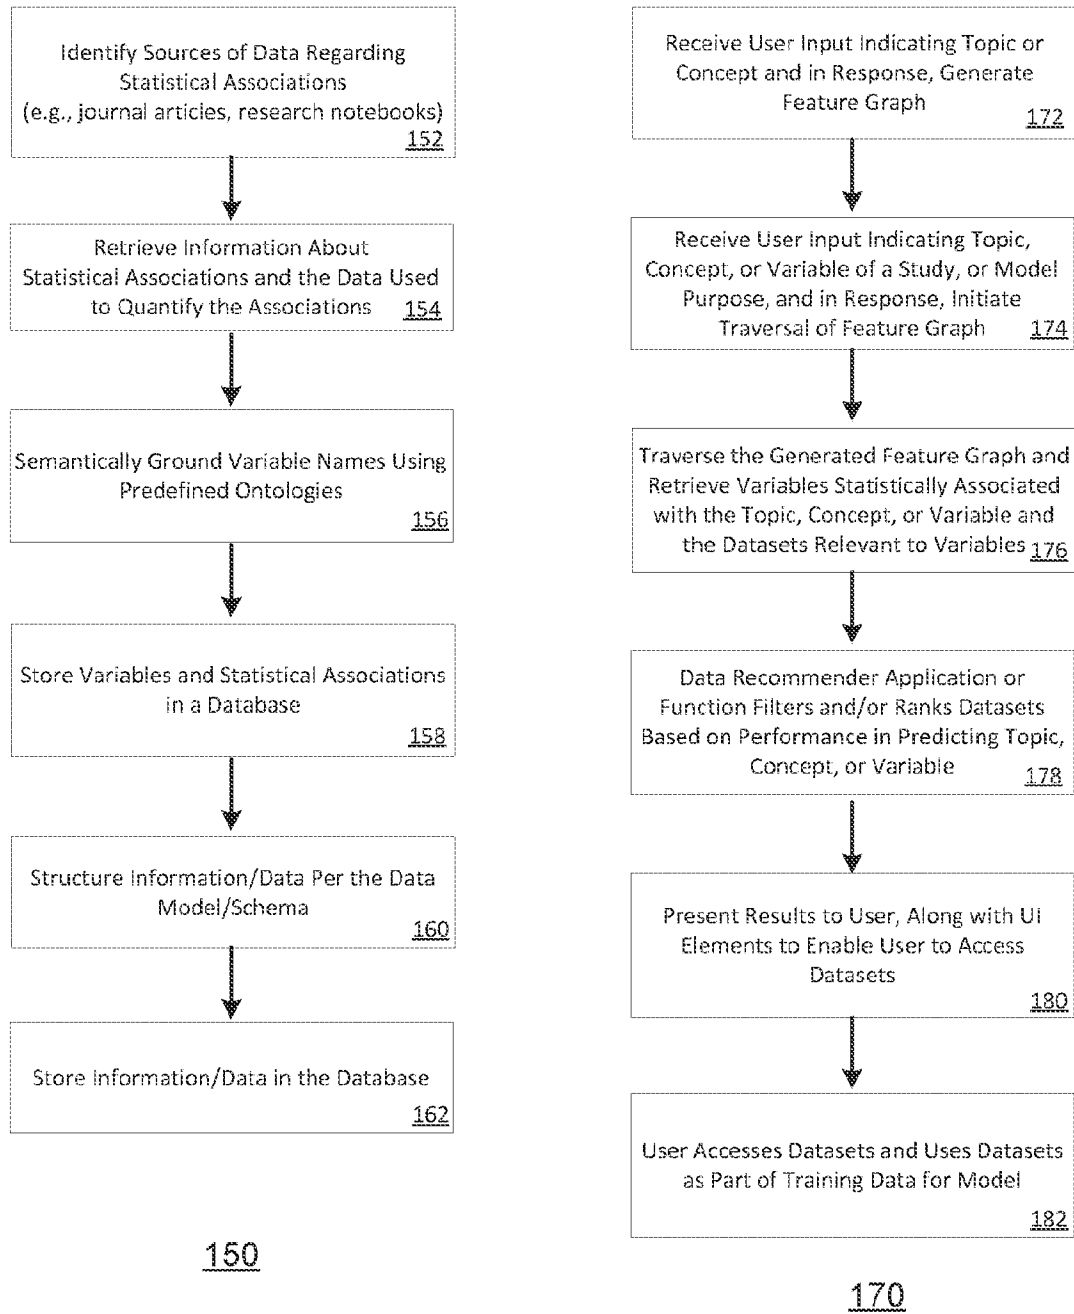 Identify Sources of Data Regarding
Statistical Associations
(e.g., journal articles, research notebooks)
152
Retrieve Information About
Statistical Associations and the Data Used
to Quantify the Associations
154
Semantically Ground Variable Names Using
Predefined Ontologies
156
Store Variables and Statistical Associations
in a Database
158
Structure Information/Data Per the Data
Model/Schema
160
Store Information/Data in the Database
162
150
Receive User Input Indicating Topic or
Concept and in Response, Generate
Feature Graph
172
Receive User Input Indicating Topic,
Concept, or Variable of a Study, or Model
Purpose, and in Response, Initiate
Traversal of Feature Graph
174
Traverse the Generated Feature Graph and
Retrieve Variables Statistically Associated
with the Topic, Concept, or Variable and
the Datasets Relevant to Variables
176
Data Recommender Application or
Function Filters and/or Ranks Datasets
Based on Performance in Predicting Topic,
Concept, or Variable
178
Present Results to User, Along with UI
Elements to Enable User to Access
Datasets
180
User Accesses Datasets and Uses Datasets
as Part of Training Data for Model
182
170